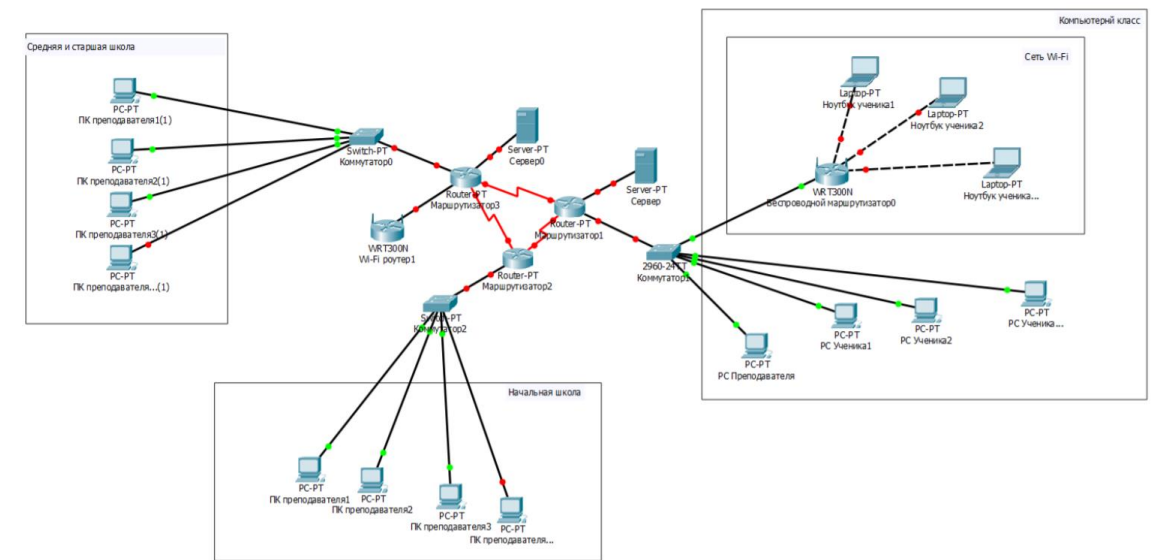 Средняя и старшая школа
PC-PT
ПК преподавателя1(1)
PC-PT
ПК преподавателя2(1)
PC-PT
ПК преподавателя3(1)
PC-PT
ПК преподавателя...(1)
Switch-PT
Коммутатор0
Server-PT
Сервер0
Router-PT
Маршрутизатор3
WRT300N
Wi-Fi роутер1
Server-PT
Сервер
Router-PT
Маршрутизатор1
Router-PT
Маршрутизатор2
Switch-PT
Коммутатор2
2960-24TT
Коммутатор1
Компьютернй класс
Сеть Wi-Fi
Laptop-PT
Ноутбук ученика1
Laptop-PT
Ноутбук ученика2
Laptop-PT
Ноутбук ученика...
WRT300N
Беспроводной маршрутизатор0
PC-PT
PC Ученика...
PC-PT
PC Ученика2
PC-PT
PC Ученика1
PC-PT
PC Преподавателя
Начальная школа
PC-PT
ПК преподавателя1
PC-PT
ПК преподавателя2
PC-PT
ПК преподавателя3
PC-PT
ПК преподавателя...